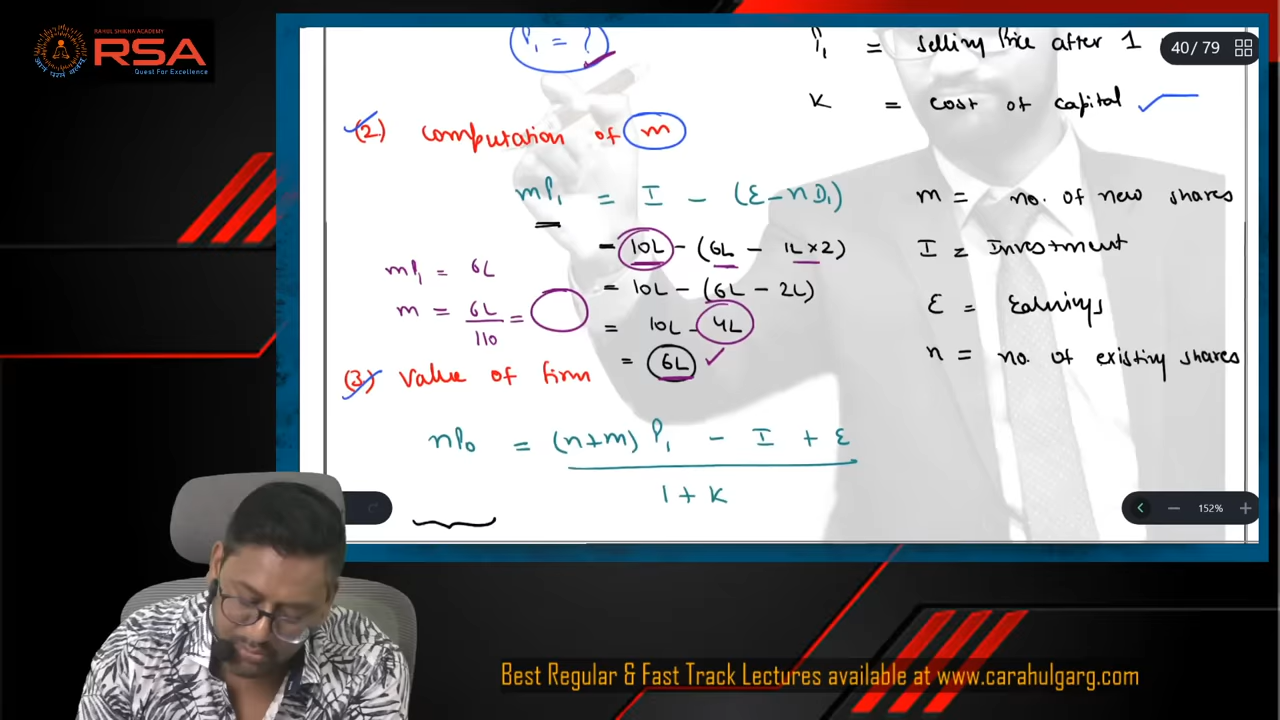 RAHUL SHIKHA ACADEMY
RSA
Quest For Excellence
P₁ = ?
P₁ = selling Price after 1
40 / 79
K = cost of capital
(2) computation of m
mP₁ = I - (E - nD₁)
m = no. of new shares
= 10L - (6L - 1L × 2)
I = Investment
mP₁ = 6L
= 10L - (6L - 2L)
E = Earnings
m = 6L/110 =
= 10L - 4L
= 6L
n = no. of existing shares
(3) Value of firm
nP₀ = (n+m) P₁ - I + E
1 + K
152%
Best Regular & Fast Track Lectures available at www.carahulgarg.com